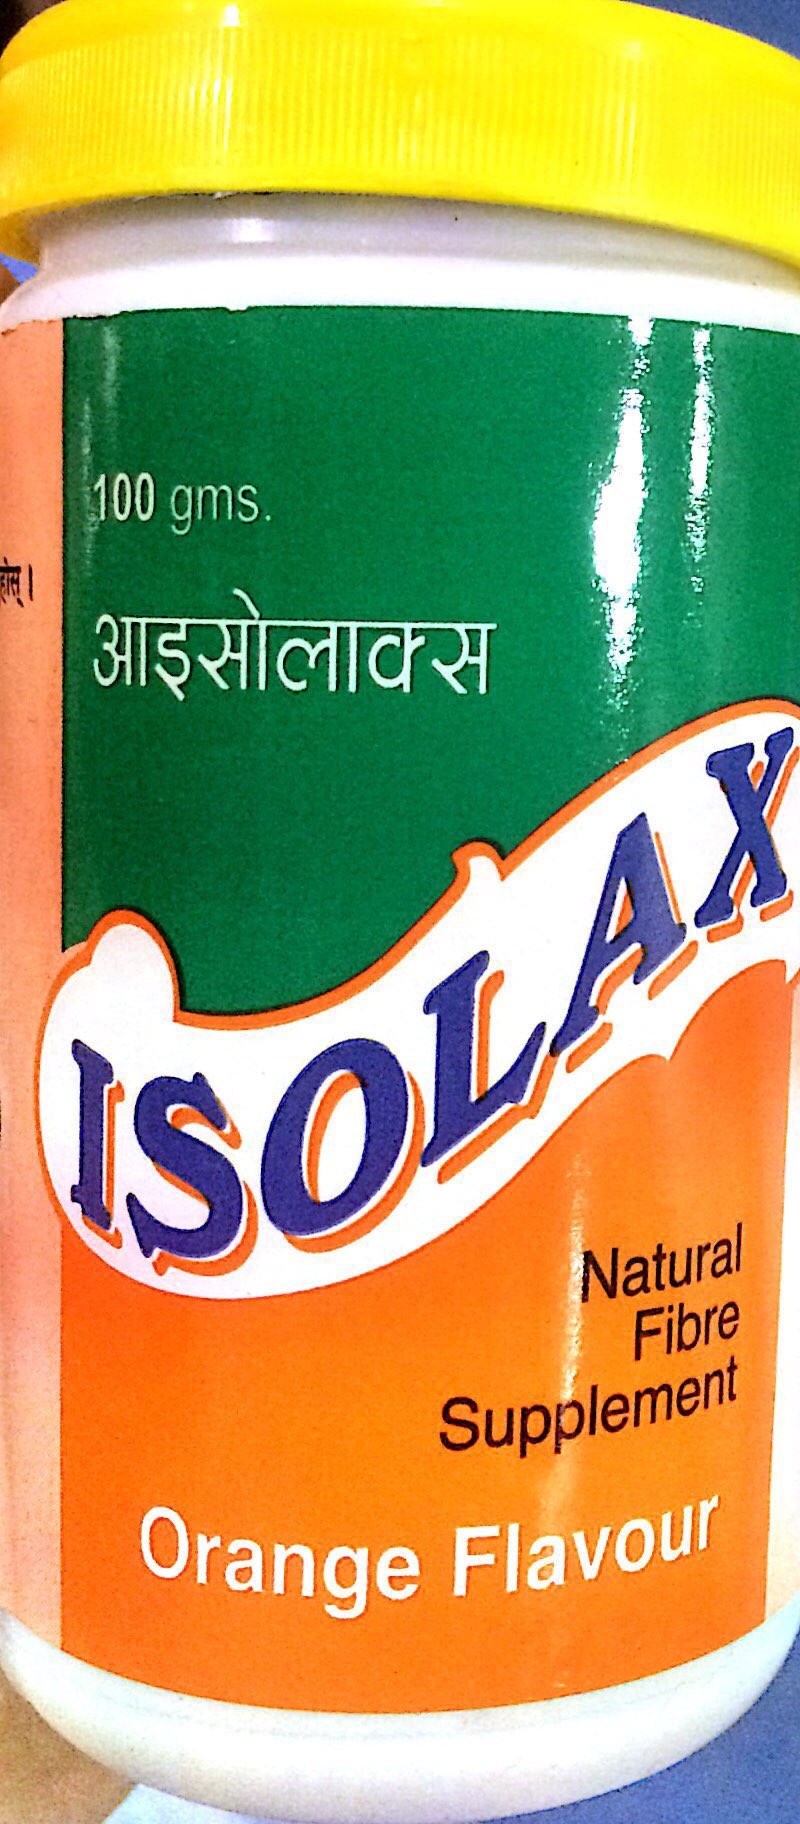 100 gms.
आइसोलाक्स
ISOLAX
Natural
Fibre
Supplement
Orange Flavour